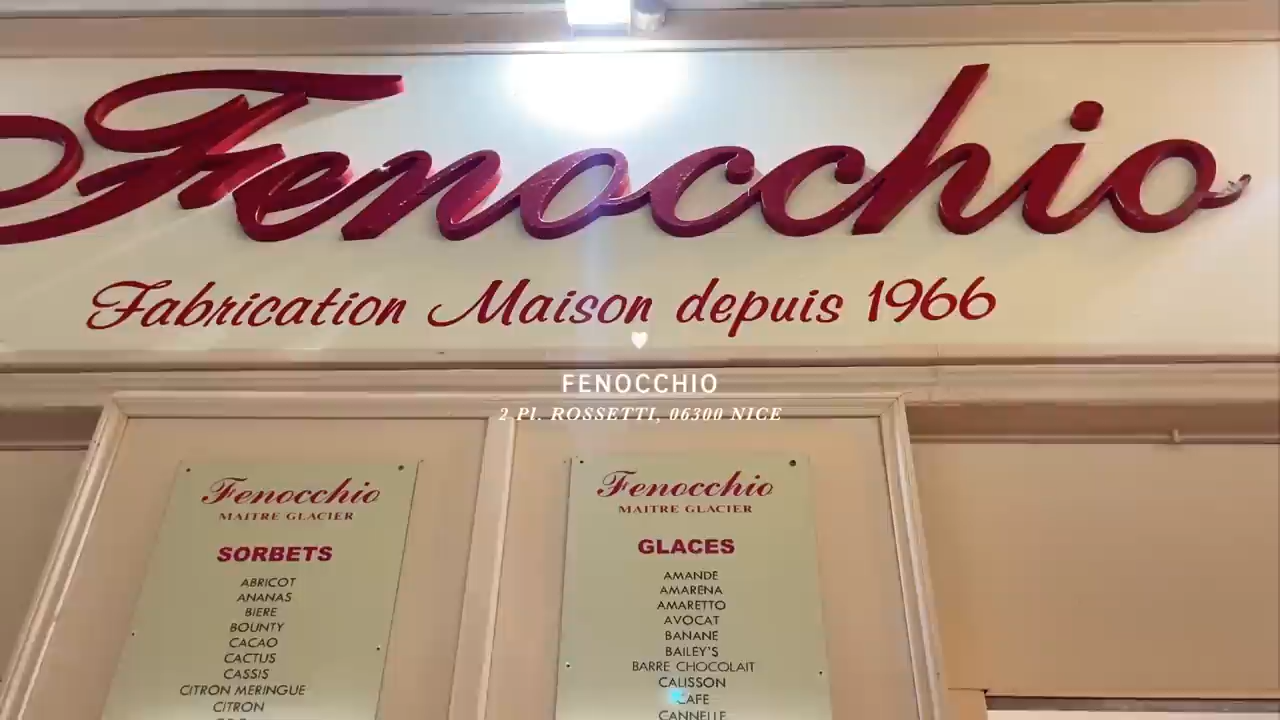 Fenocchio
Fabrication Maison depuis 1966
FENOCCHIO
2 Pl. ROSSETTI, 06300 NICE
Fenocchio
MAITRE GLACIER
SORBETS
ABRICOT
ANANAS
BIERE
BOUNTY
CACAO
CACTUS
CASSIS
CITRON MERINGUE
CITRON
Fenocchio
MAITRE GLACIER
GLACES
AMANDE
AMARENA
AMARETTO
AVOCAT
BANANE
BAILEY'S
BARRE CHOCOLAIT
CALISSON
CAFE
CANNELLE